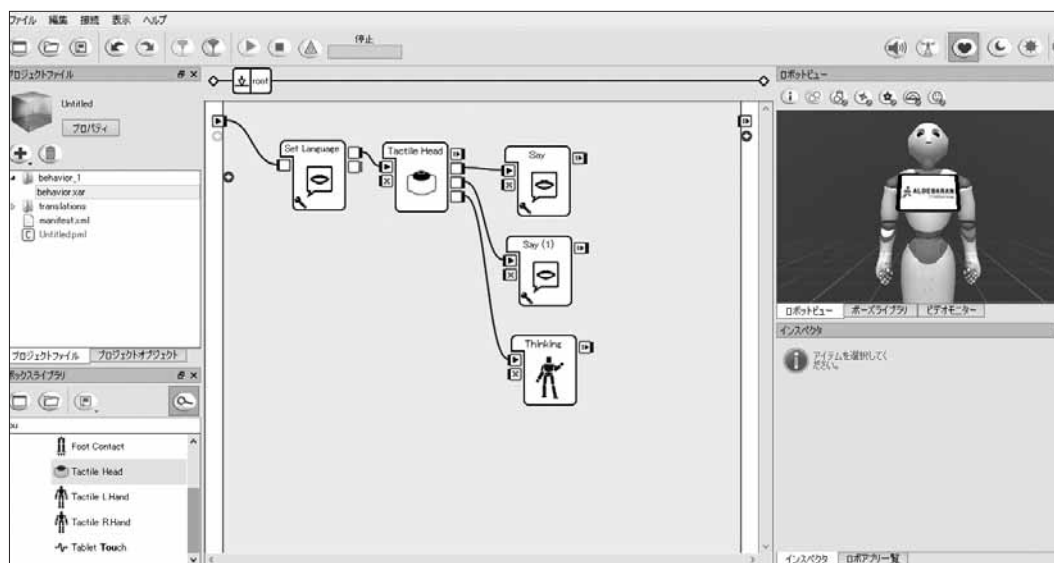 ファイル 編集 接続 表示 ヘルプ
停止
プロジェクトファイル
Untitled
プロパティ
behavior_1
behavior.xar
translations
manifest.xml
Untitled.pml
プロジェクトファイル プロジェクトオブジェクト
ボックスライブラリ
ou
Foot Contact
Tactile Head
Tactile L.Hand
Tactile R.Hand
Tablet Touch
root
Set Language
Tactile Head
Say
Say (1)
Thinking
ロボットビュー
ALDEBARAN
ロボットビュー ポーズライブラリ ビデオモニター
インスペクタ
アイテムを選択してく
ださい。
インスペクタ ロボアプリ一覧